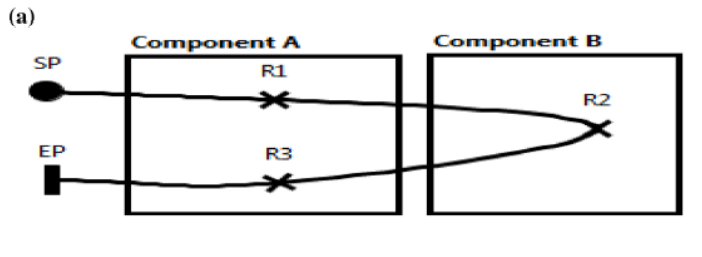 (a)
Component A
Component B
SP
R1
R2
EP
R3